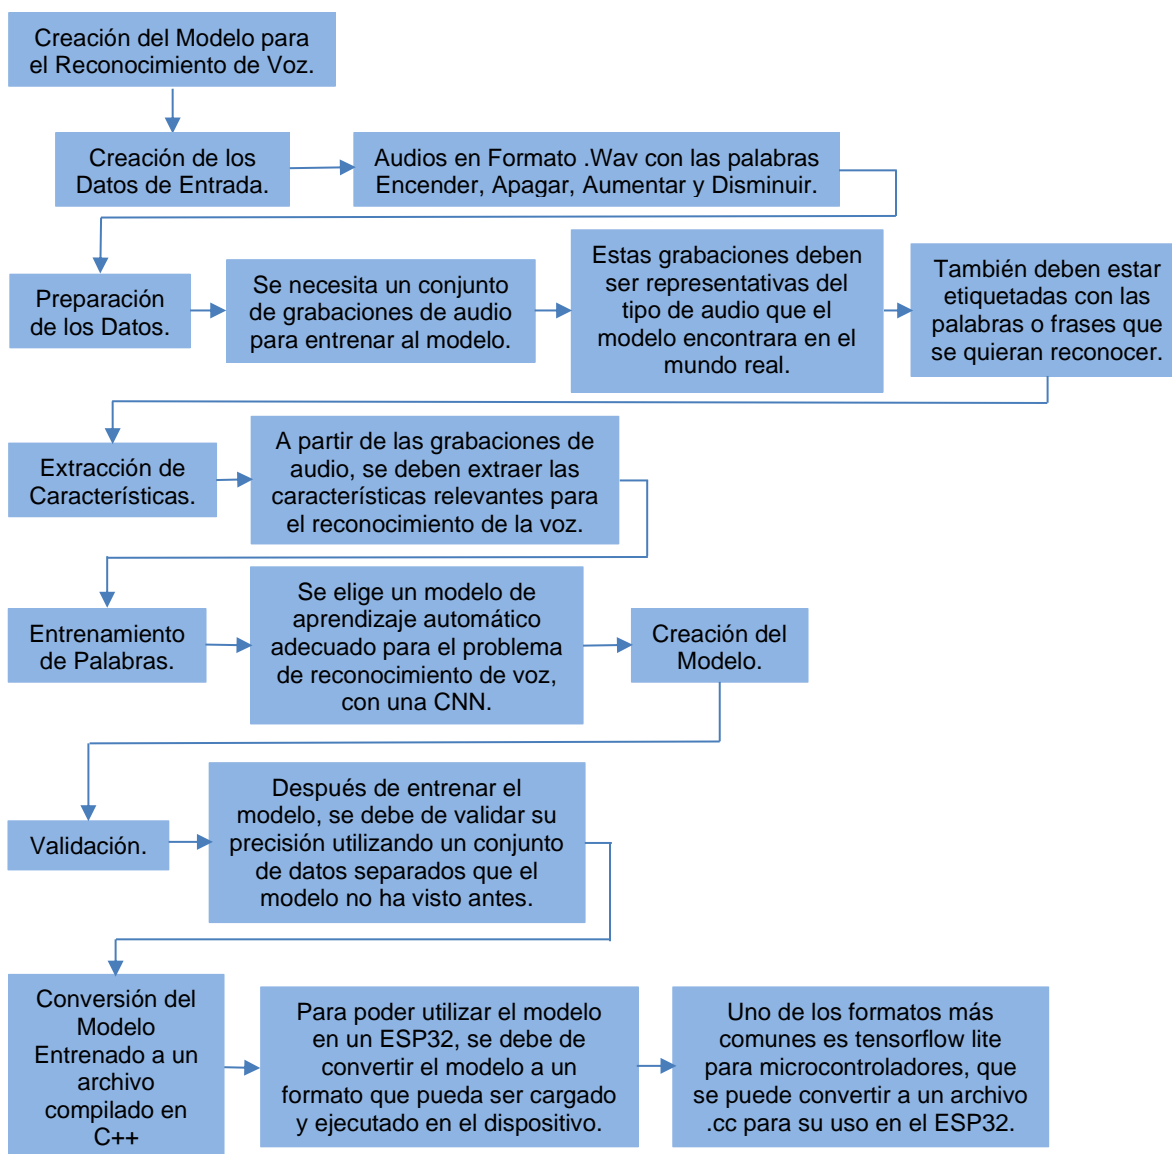 Creación del Modelo para
el Reconocimiento de Voz.
Creación de los
Datos de Entrada.
Audios en Formato .Wav con las palabras
Encender, Apagar, Aumentar y Disminuir.
Preparación
de los Datos.
Se necesita un conjunto
de grabaciones de audio
para entrenar al modelo.
Estas grabaciones deben
ser representativas del
tipo de audio que el
modelo encontrara en el
mundo real.
También deben estar
etiquetadas con las
palabras o frases que
se quieran reconocer.
Extracción de
Características.
A partir de las grabaciones de
audio, se deben extraer las
características relevantes para
el reconocimiento de la voz.
Entrenamiento
de Palabras.
Se elige un modelo de
aprendizaje automático
adecuado para el problema
de reconocimiento de voz,
con una CNN.
Creación del
Modelo.
Validación.
Después de entrenar el
modelo, se debe de validar su
precisión utilizando un conjunto
de datos separados que el
modelo no ha visto antes.
Conversión del
Modelo
Entrenado a un
archivo
compilado en
C++
Para poder utilizar el modelo
en un ESP32, se debe de
convertir el modelo a un
formato que pueda ser cargado
y ejecutado en el dispositivo.
Uno de los formatos más
comunes es tensorflow lite
para microcontroladores, que
se puede convertir a un archivo
.cc para su uso en el ESP32.